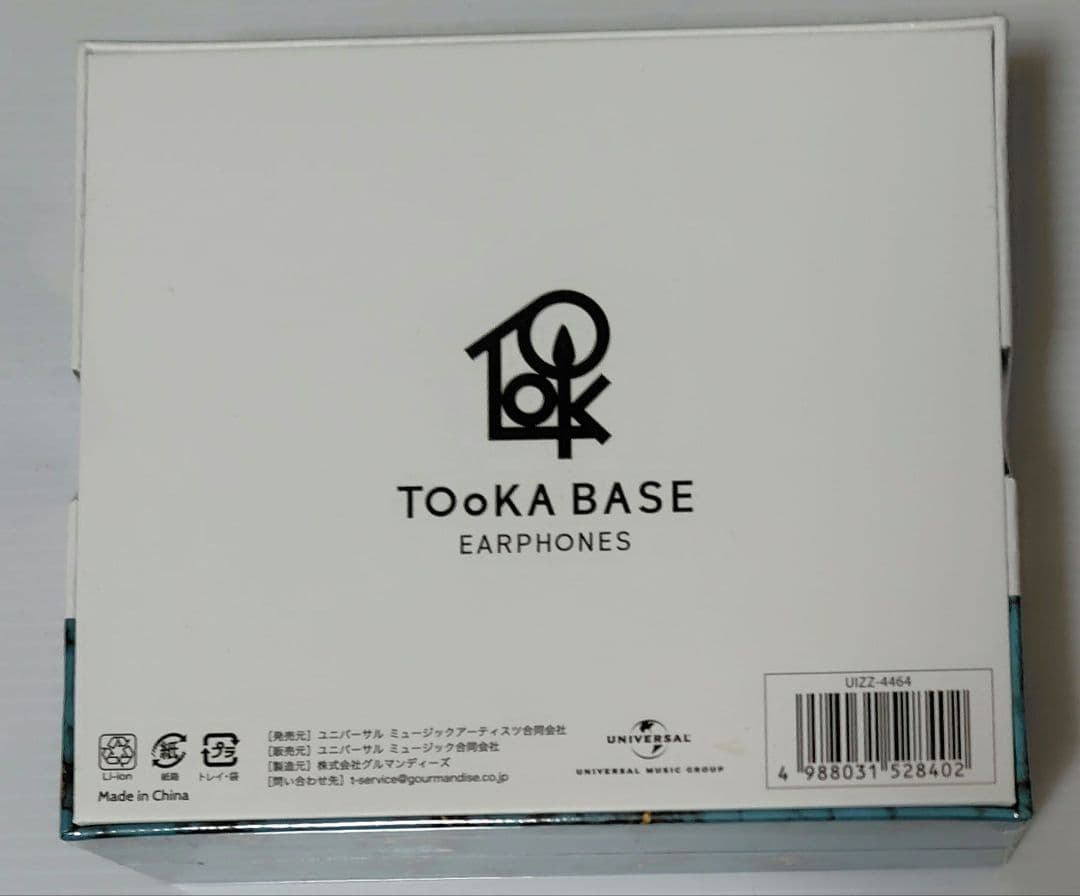 TOoK
TOoKA BASE
EARPHONES
UIZZ-4464
4 988031 528402
Li-ion
紙
紙箱
プラ
トレイ・袋
Made in China
[発売元] ユニバーサル ミュージックアーティスツ合同会社
[販売元] ユニバーサル ミュージック合同会社
[製造元] 株式会社グルマンディーズ
[問い合わせ先] t-service@gourmandise.co.jp
UNIVERSAL
UNIVERSAL MUSIC GROUP